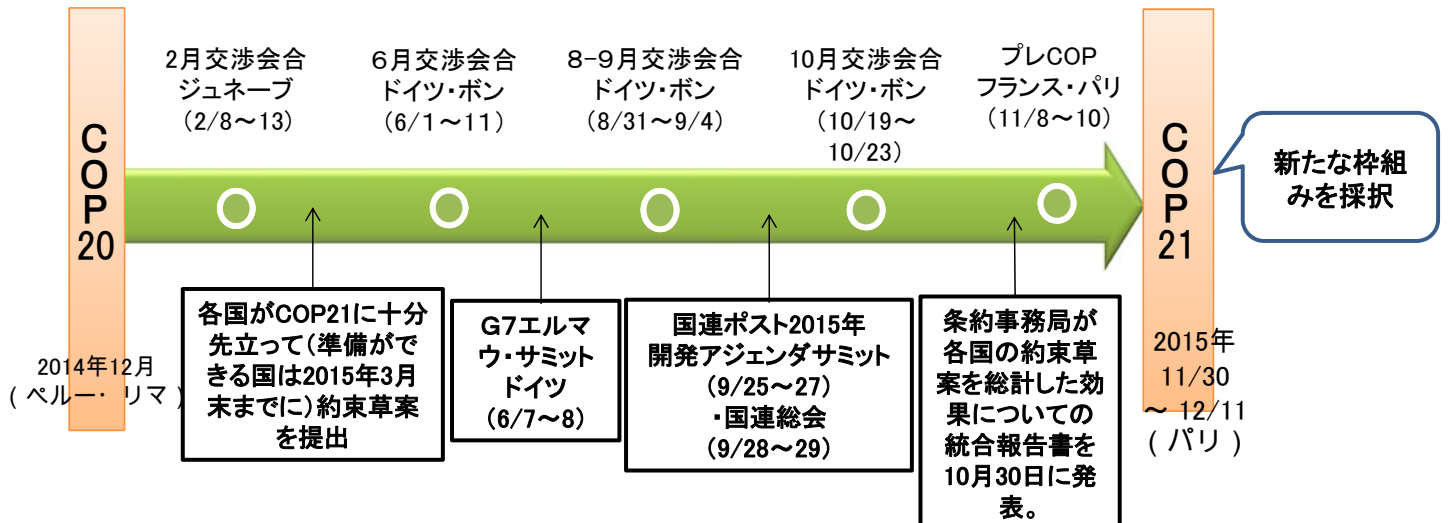 COP20
2014年12月
(ペルー・リマ)
2月交渉会合
ジュネーブ
(2/8～13)
6月交渉会合
ドイツ・ボン
(6/1～11)
8-9月交渉会合
ドイツ・ボン
(8/31～9/4)
10月交渉会合
ドイツ・ボン
(10/19～
10/23)
プレCOP
フランス・パリ
(11/8～10)
各国がCOP21に十分
先立って(準備がで
きる国は2015年3月
末までに)約束草案
を提出
G7エルマ
ウ・サミット
ドイツ
(6/7～8)
国連ポスト2015年
開発アジェンダサミット
(9/25～27)
・国連総会
(9/28～29)
条約事務局が
各国の約束草
案を総計した効
果についての
統合報告書を
10月30日に発
表。
COP21
2015年
11/30
～ 12/11
(パリ)
新たな枠組
みを採択